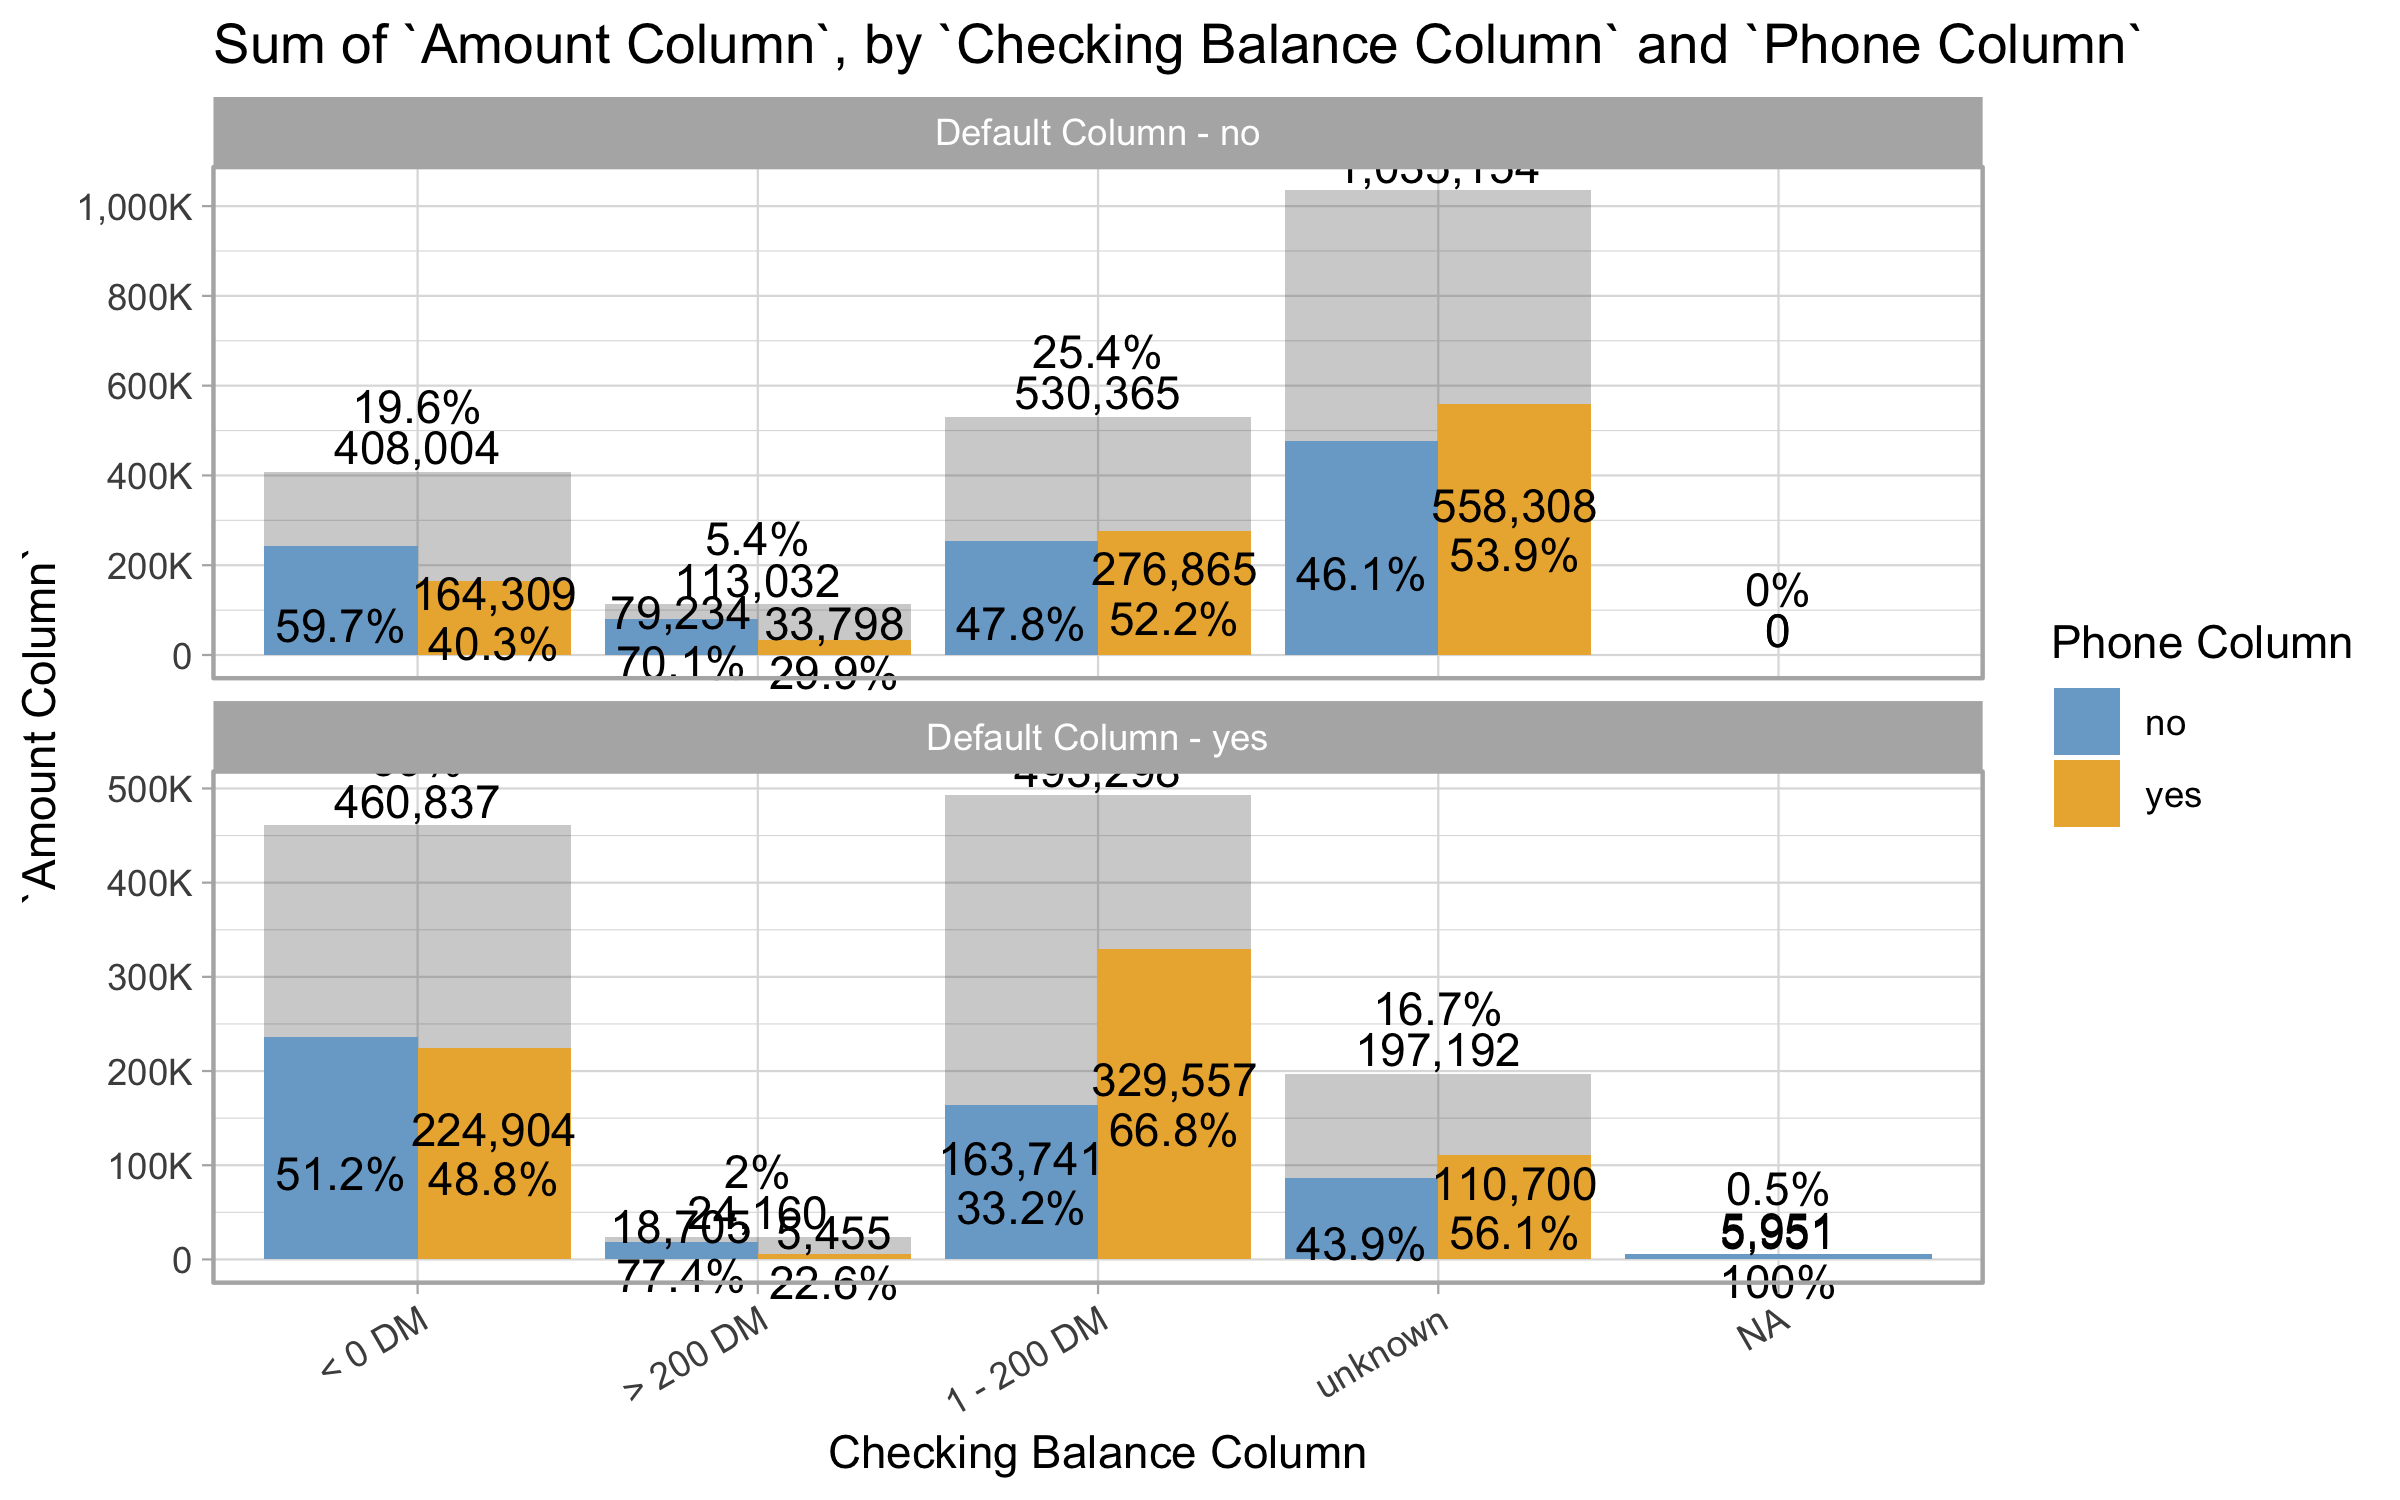 Sum of `Amount Column`, by `Checking Balance Column` and `Phone Column`
Default Column - no
1,000K
800K
600K
400K
200K
0
19.6%
408,004
59.7%
164,309
40.3%
5.4%
113,032
79,234
70.1%
33,798
29.9%
25.4%
530,365
47.8%
276,865
52.2%
46.1%
558,308
53.9%
0%
0
Default Column - yes
500K
400K
300K
200K
100K
0
460,837
51.2%
224,904
48.8%
2%
24,160
18,705
77.4%
5,455
22.6%
493,298
163,741
33.2%
329,557
66.8%
16.7%
197,192
43.9%
110,700
56.1%
0.5%
5,951
100%
< 0 DM
> 200 DM
1 - 200 DM
unknown
NA
Checking Balance Column
`Amount Column`
Phone Column
no
yes